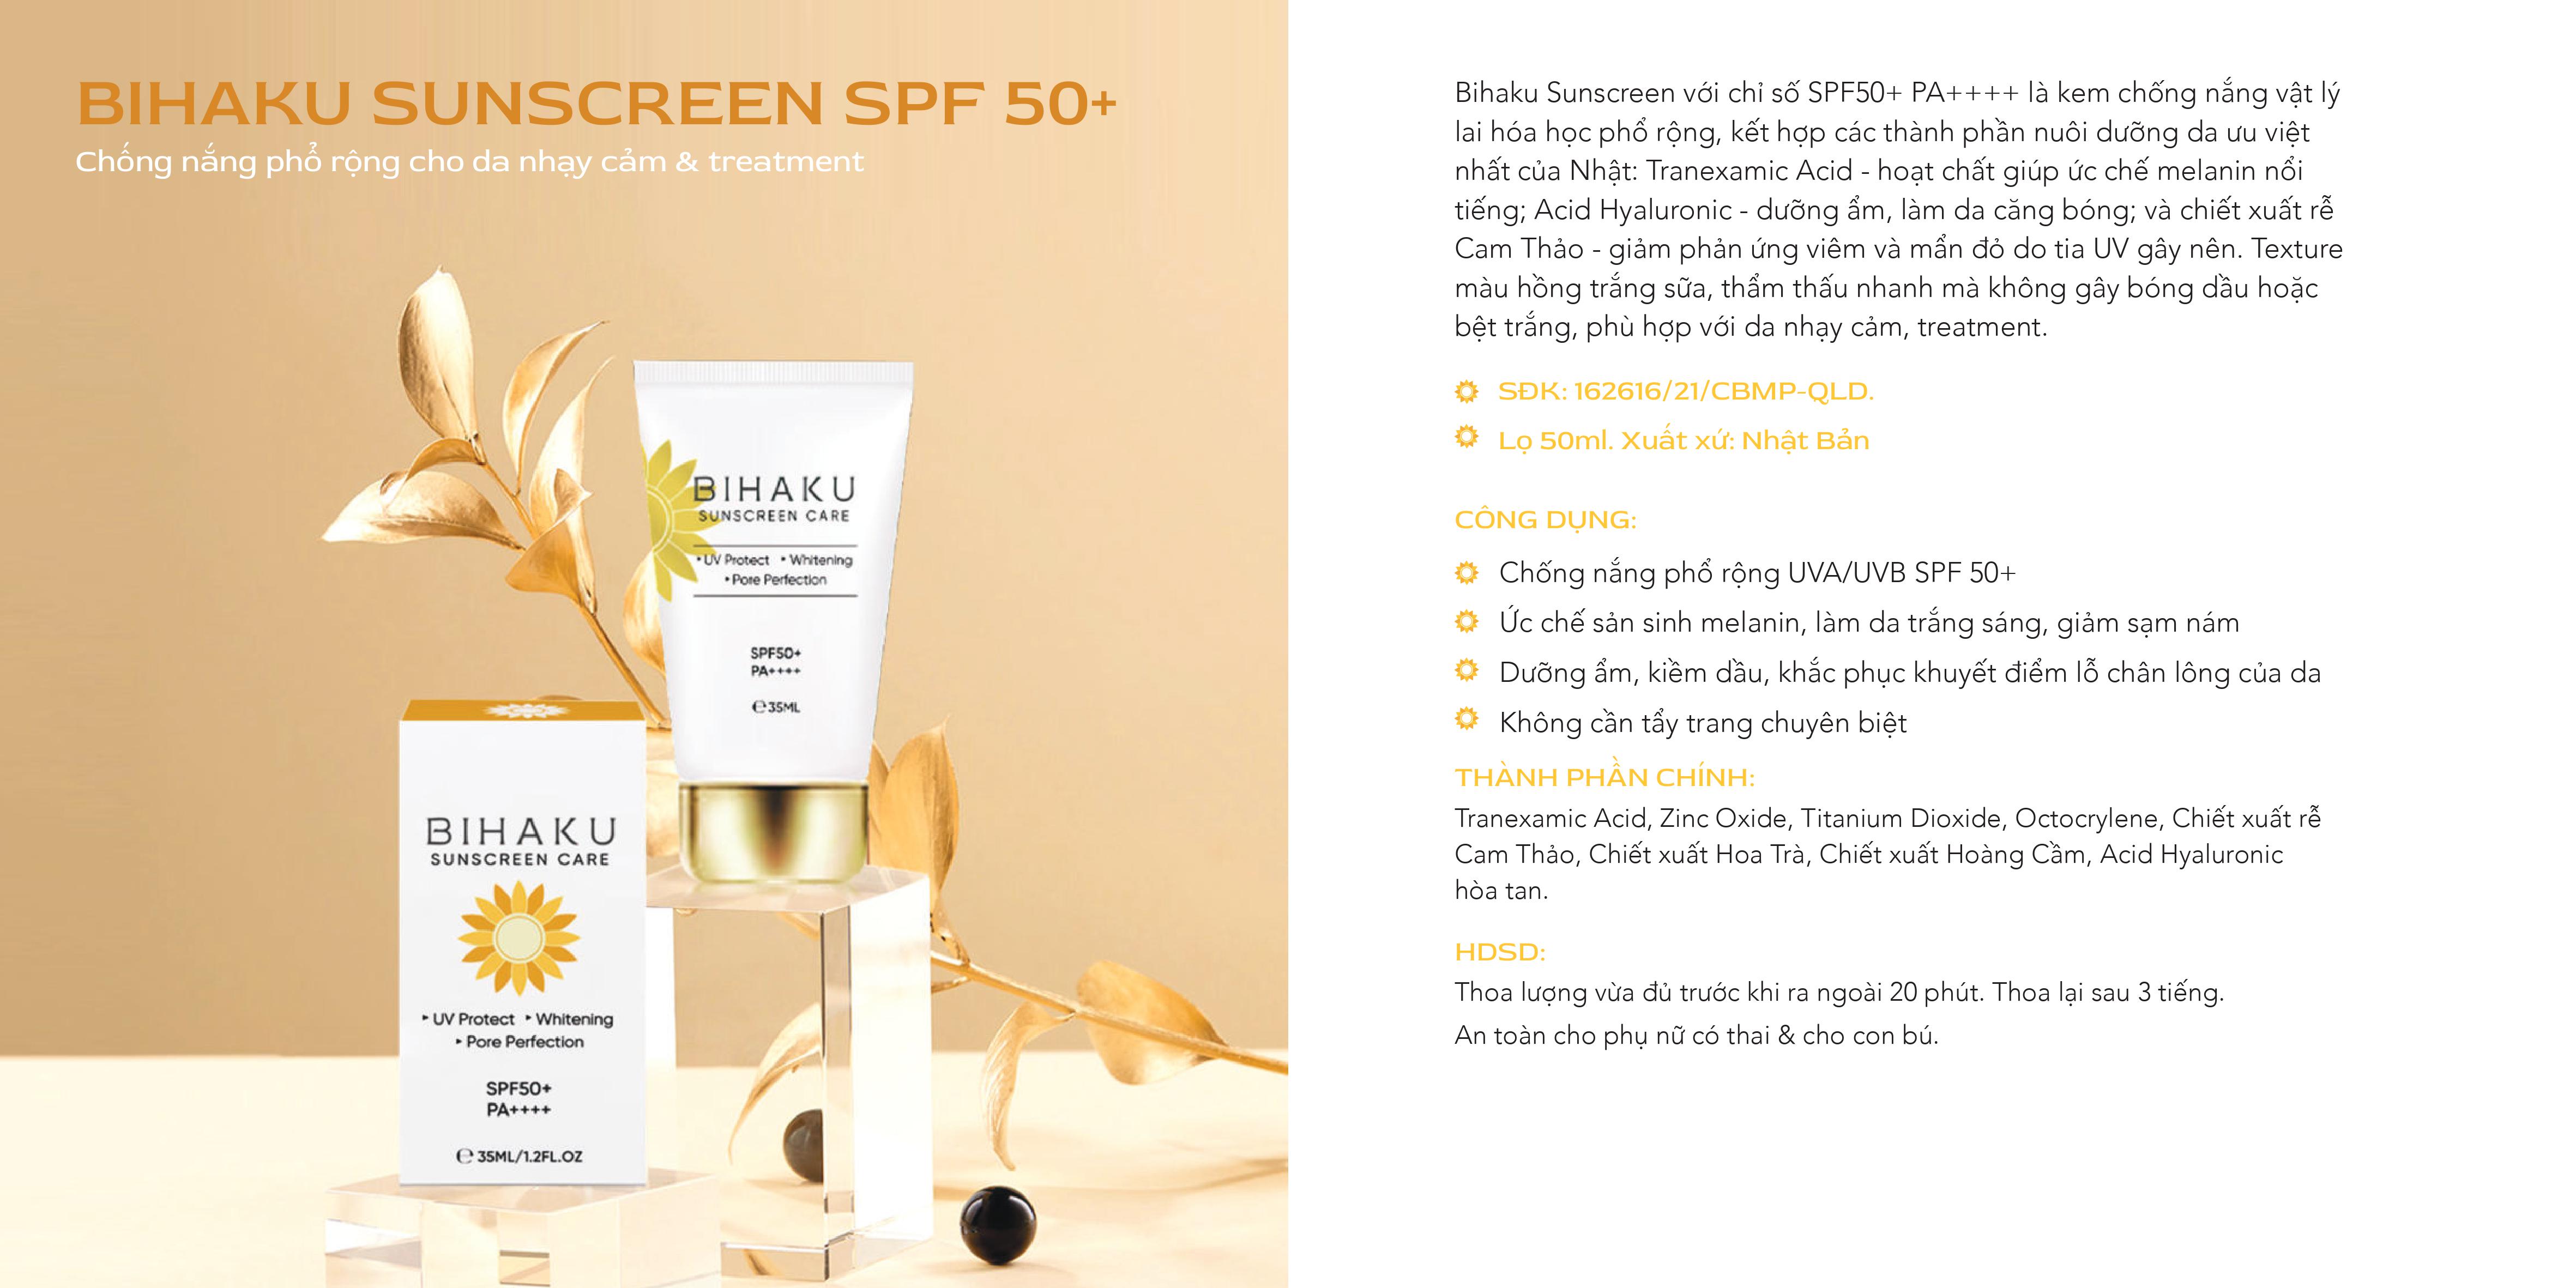 BIHAKU SUNSCREEN SPF 50+
Chống nắng phổ rộng cho da nhạy cảm & treatment
BIHAKU
SUNSCREEN CARE
• UV Protect • Whitening
• Pore Perfection
SPF50+
PA++++
℮ 35ML
BIHAKU
SUNSCREEN CARE
‣ UV Protect ‣ Whitening
‣ Pore Perfection
SPF50+
PA++++
℮ 35ML/1.2FL.OZ
Bihaku Sunscreen với chỉ số SPF50+ PA++++ là kem chống nắng vật lý
lai hóa học phổ rộng, kết hợp các thành phần nuôi dưỡng da ưu việt
nhất của Nhật: Tranexamic Acid - hoạt chất giúp ức chế melanin nổi
tiếng; Acid Hyaluronic - dưỡng ẩm, làm da căng bóng; và chiết xuất rễ
Cam Thảo - giảm phản ứng viêm và mẩn đỏ do tia UV gây nên. Texture
màu hồng trắng sữa, thẩm thấu nhanh mà không gây bóng dầu hoặc
bệt trắng, phù hợp với da nhạy cảm, treatment.
SĐK: 162616/21/CBMP-QLD.
Lọ 50ml. Xuất xứ: Nhật Bản
CÔNG DỤNG:
Chống nắng phổ rộng UVA/UVB SPF 50+
Ức chế sản sinh melanin, làm da trắng sáng, giảm sạm nám
Dưỡng ẩm, kiềm dầu, khắc phục khuyết điểm lỗ chân lông của da
Không cần tẩy trang chuyên biệt
THÀNH PHẦN CHÍNH:
Tranexamic Acid, Zinc Oxide, Titanium Dioxide, Octocrylene, Chiết xuất rễ
Cam Thảo, Chiết xuất Hoa Trà, Chiết xuất Hoàng Cầm, Acid Hyaluronic
hòa tan.
HDSD:
Thoa lượng vừa đủ trước khi ra ngoài 20 phút. Thoa lại sau 3 tiếng.
An toàn cho phụ nữ có thai & cho con bú.